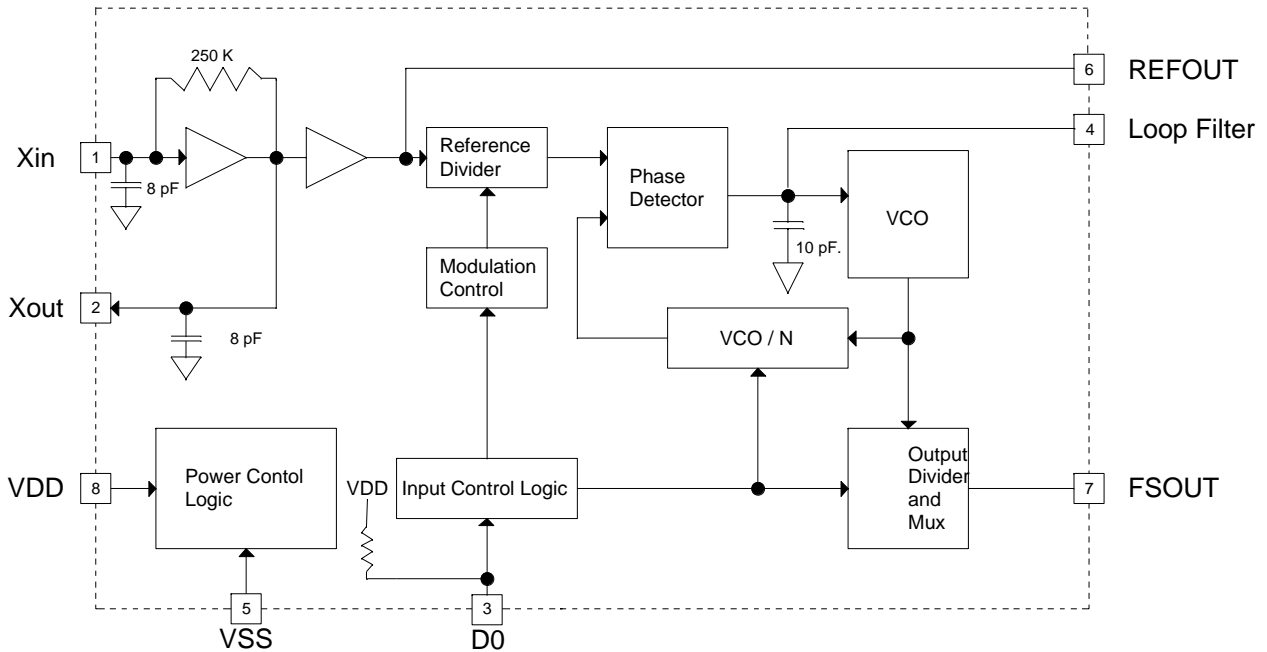 250 K
6
REFOUT
4
Loop Filter
Xin
1
8 pF
Reference
Divider
Phase
Detector
VCO
10 pF.
Modulation
Control
Xout
2
8 pF
VCO / N
VDD
8
Power Contol
Logic
VDD
Input Control Logic
Output
Divider
and
Mux
7
FSOUT
5
VSS
3
D0